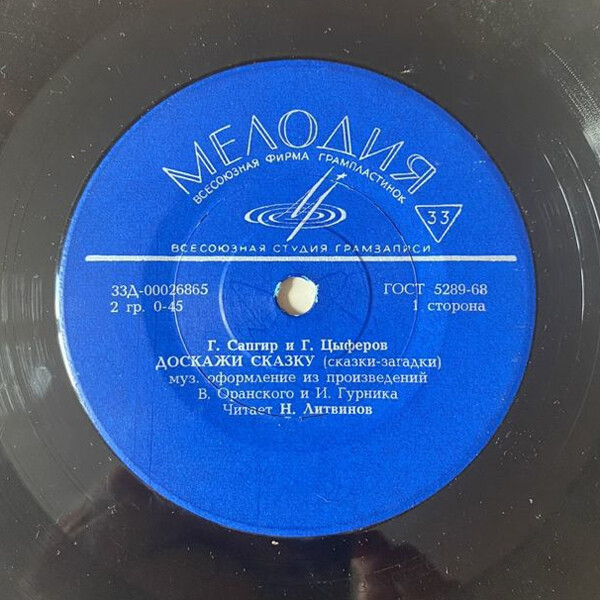 МЕЛОДИЯ
ВСЕСОЮЗНАЯ ФИРМА ГРАМПЛАСТИНОК
33
ВСЕСОЮЗНАЯ СТУДИЯ ГРАМЗАПИСИ
33Д-00026865 ГОСТ 5289-68
2 гр. 0-45 1 сторона
Г. Сапгир и Г. Цыферов
ДОСКАЖИ СКАЗКУ (сказки-загадки)
муз. оформление из произведений
В. Оранского и И. Гурника
Читает Н. Литвинов